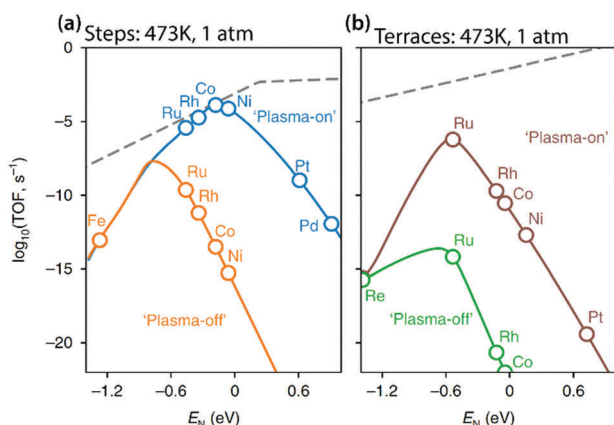 (a) Steps: 473K, 1 atm
0
−5
−10
−15
−20
log₁₀(TOF, s⁻¹)
Co
Rh
Ni
Ru
'Plasma-on'
Ru
Pt
Rh
Fe
Pd
Co
Ni
'Plasma-off'
−1.2 −0.6 0 0.6
E_N (eV)
(b) Terraces: 473K, 1 atm
Ru
'Plasma-on'
Rh
Co
Ni
Ru
Re
'Plasma-off'
Pt
Rh
Co
−1.2 −0.6 0 0.6
E_N (eV)